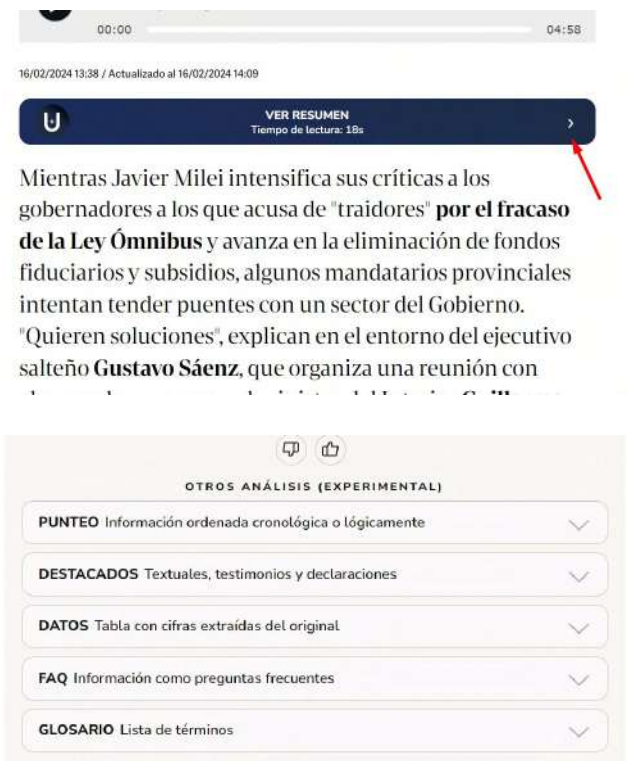 00:00 04:58
16/02/2024 13:38 / Actualizado al 16/02/2024 14:09
VER RESUMEN
Tiempo de lectura: 18s
Mientras Javier Milei intensifica sus críticas a los
gobernadores a los que acusa de "traidores" por el fracaso
de la Ley Ómnibus y avanza en la eliminación de fondos
fiduciarios y subsidios, algunos mandatarios provinciales
intentan tender puentes con un sector del Gobierno.
"Quieren soluciones", explican en el entorno del ejecutivo
salteño Gustavo Sáenz, que organiza una reunión con
OTROS ANÁLISIS (EXPERIMENTAL)
PUNTEO Información ordenada cronológica o lógicamente
DESTACADOS Textuales, testimonios y declaraciones
DATOS Tabla con cifras extraídas del original
FAQ Información como preguntas frecuentes
GLOSARIO Lista de términos